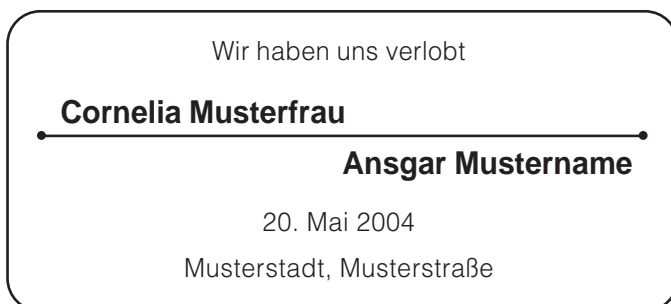 Wir haben uns verlobt
Cornelia Musterfrau
Ansgar Mustername
20. Mai 2004
Musterstadt, Musterstraße